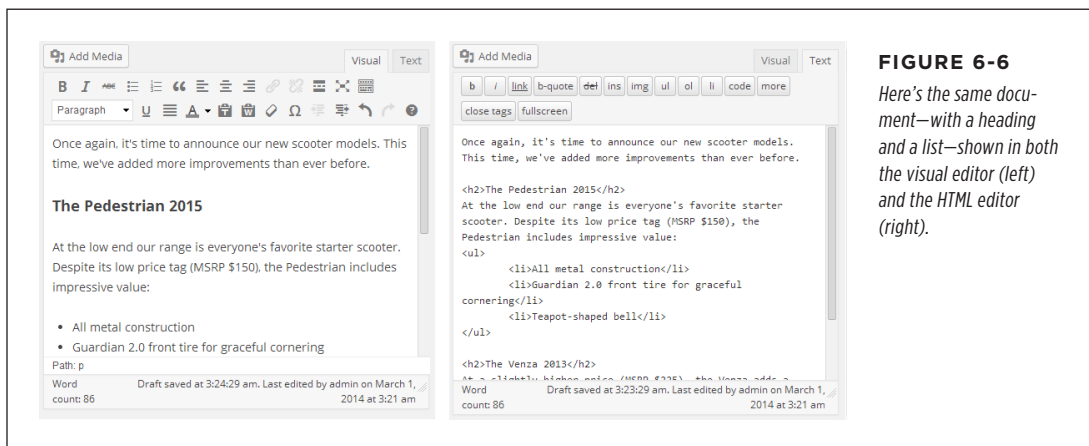 Add Media
Visual
Text
B I ABC
Paragraph
U A T W Ω
Once again, it's time to announce our new scooter models. This
time, we've added more improvements than ever before.
The Pedestrian 2015
At the low end our range is everyone's favorite starter scooter.
Despite its low price tag (MSRP $150), the Pedestrian includes
impressive value:
• All metal construction
• Guardian 2.0 front tire for graceful cornering
Path: p
Word
count: 86
Draft saved at 3:24:29 am. Last edited by admin on March 1,
2014 at 3:21 am
Add Media
Visual
Text
b i link b-quote del ins img ul ol li code more
close tags fullscreen
Once again, it's time to announce our new scooter models.
This time, we've added more improvements than ever before.
<h2>The Pedestrian 2015</h2>
At the low end our range is everyone's favorite starter
scooter. Despite its low price tag (MSRP $150), the
Pedestrian includes impressive value:
<ul>
<li>All metal construction</li>
<li>Guardian 2.0 front tire for graceful
cornering</li>
<li>Teapot-shaped bell</li>
</ul>
<h2>The Venza 2013</h2>
At a slightly higher price (MSRP $225), the Venza adds a
Word
count: 86
Draft saved at 3:23:29 am. Last edited by admin on March 1,
2014 at 3:21 am
FIGURE 6-6
Here's the same docu-
ment—with a heading
and a list—shown in both
the visual editor (left)
and the HTML editor
(right).